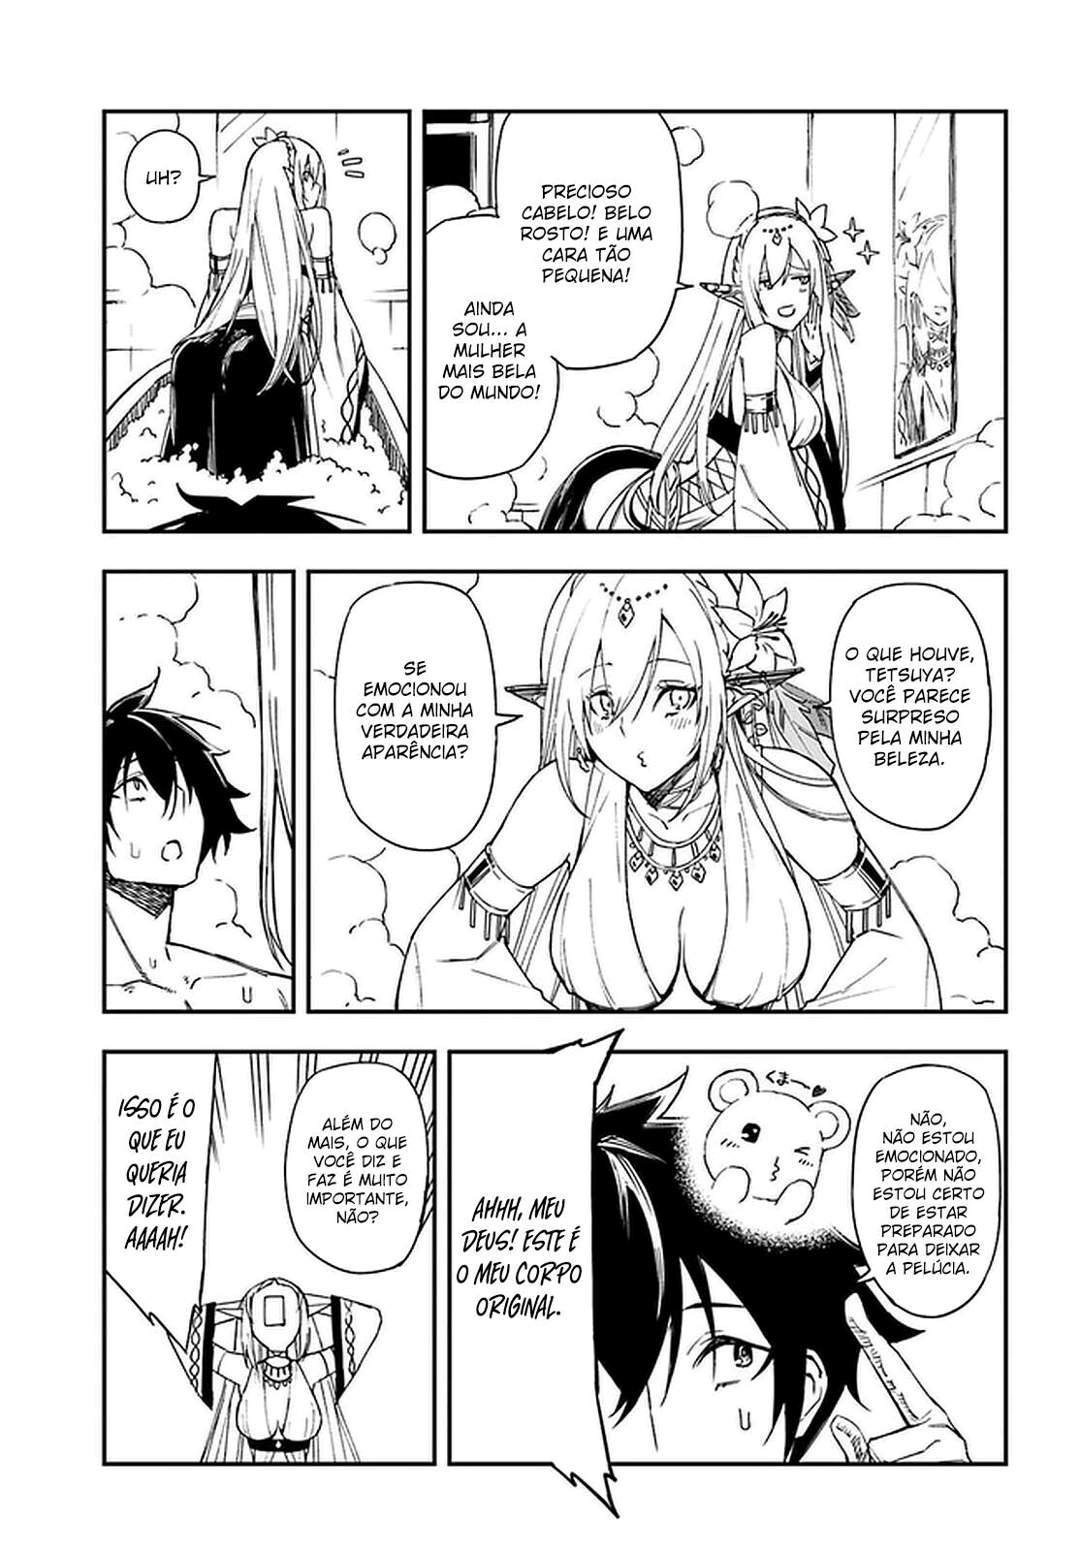 PRECIOSO
CABELO! BELO
ROSTO! E UMA
CARA TÃO
PEQUENA!
AINDA
SOU... A
MULHER
MAIS BELA
DO MUNDO!
UH?
O QUE HOUVE,
TETSUYA?
VOCÊ PARECE
SURPRESO
PELA MINHA
BELEZA.
SE
EMOCIONOU
COM A MINHA
VERDADEIRA
APARÊNCIA?
くまー♥
NÃO,
NÃO ESTOU
EMOCIONADO,
PORÉM NÃO
ESTOU CERTO
DE ESTAR
PREPARADO
PARA DEIXAR
A PELÚCIA.
AHHH, MEU
DEUS! ESTE É
O MEU CORPO
ORIGINAL.
ALÉM DO
MAIS, O QUE
VOCÊ DIZ E
FAZ É MUITO
IMPORTANTE,
NÃO?
ISSO É O
QUE EU
QUERIA
DIZER.
AAAAH!